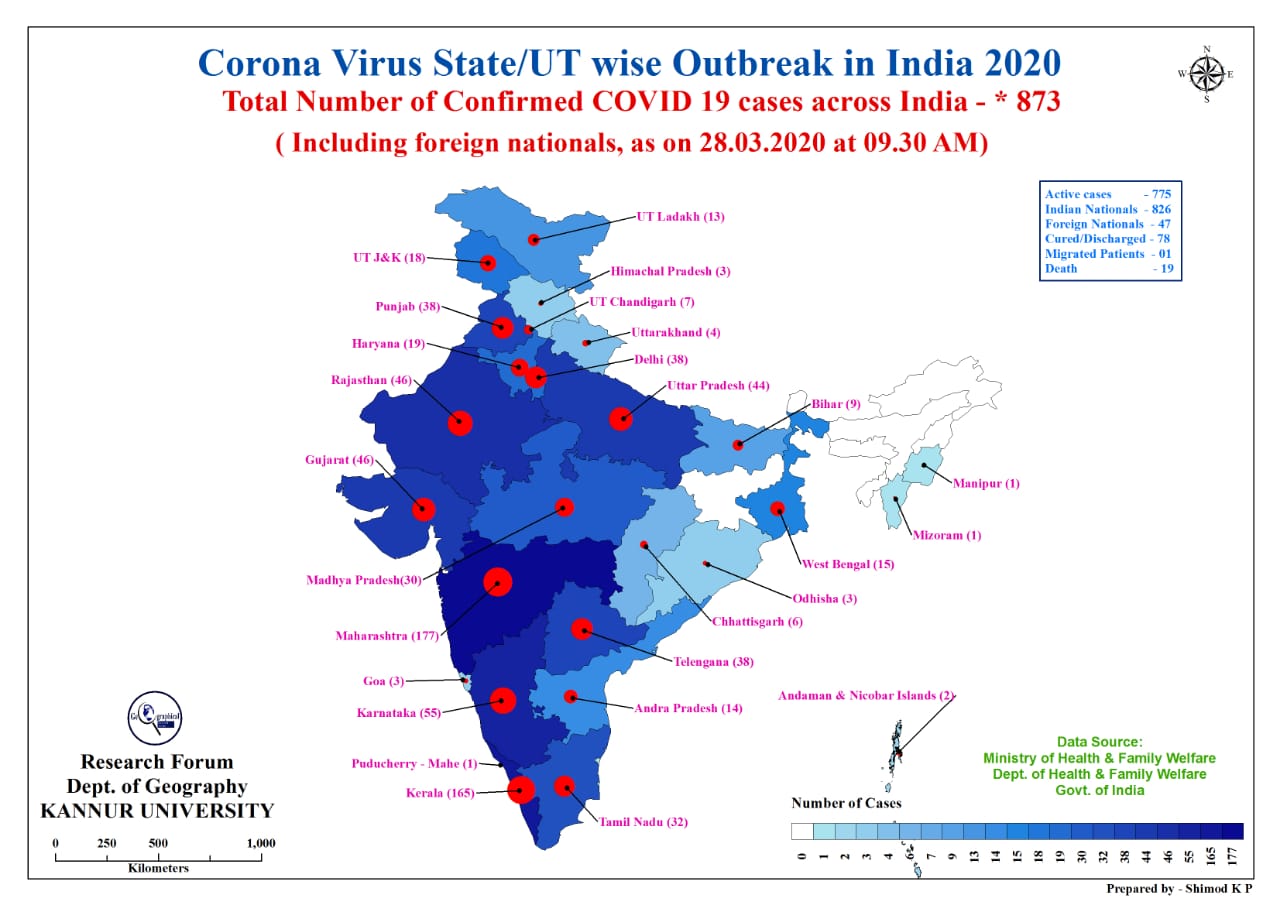 Corona Virus State/UT wise Outbreak in India 2020
Total Number of Confirmed COVID 19 cases across India - * 873
( Including foreign nationals, as on 28.03.2020 at 09.30 AM)
N
W E
S
Active cases - 775
Indian Nationals - 826
Foreign Nationals - 47
Cured/Discharged - 78
Migrated Patients - 01
Death - 19
UT Ladakh (13)
UT J&K (18)
Himachal Pradesh (3)
UT Chandigarh (7)
Punjab (38)
Uttarakhand (4)
Haryana (19)
Delhi (38)
Rajasthan (46)
Uttar Pradesh (44)
Bihar (9)
Gujarat (46)
Manipur (1)
Mizoram (1)
West Bengal (15)
Madhya Pradesh(30)
Odhisha (3)
Chhattisgarh (6)
Maharashtra (177)
Telengana (38)
Goa (3)
Andaman & Nicobar Islands (2)
Karnataka (55)
Andra Pradesh (14)
Puducherry - Mahe (1)
Kerala (165)
Tamil Nadu (32)
Research Forum
Dept. of Geography
KANNUR UNIVERSITY
0 250 500 1,000
Kilometers
Data Source:
Ministry of Health & Family Welfare
Dept. of Health & Family Welfare
Govt. of India
Number of Cases
0 1 2 3 4 6 7 9 13 14 15 18 19 30 32 38 44 46 55 165 177
Prepared by - Shimod K P